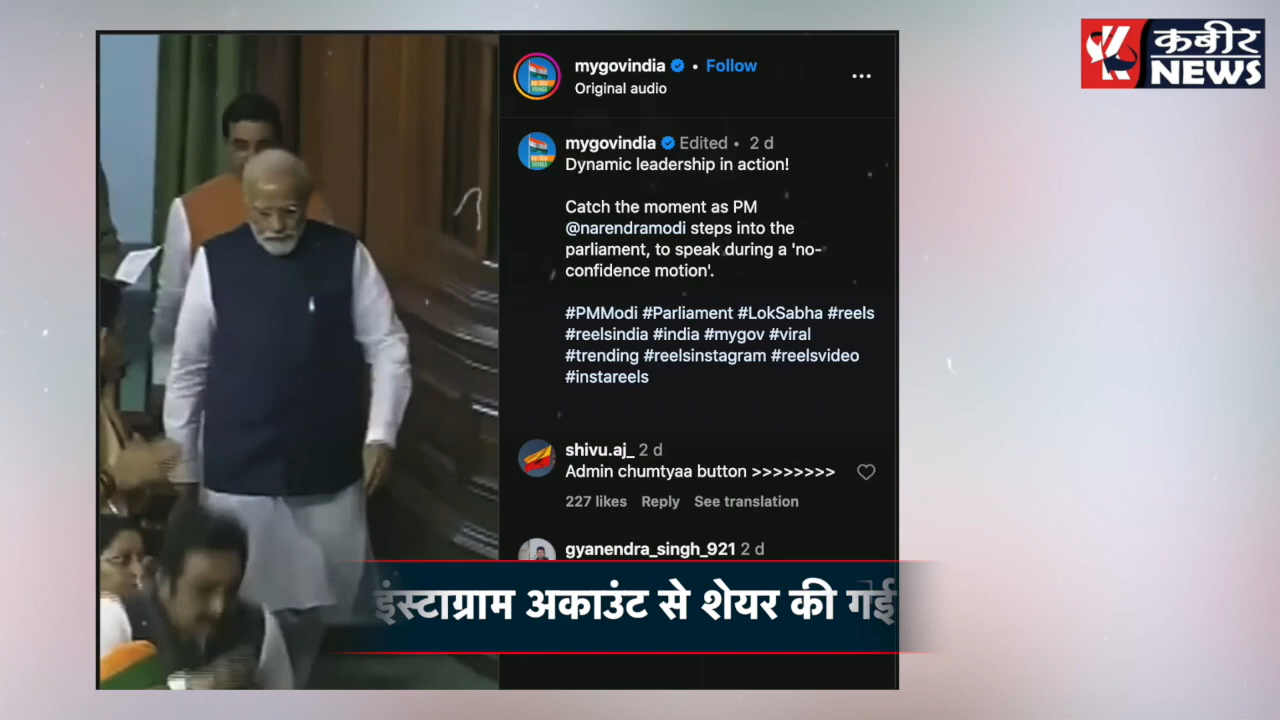 कबीर
NEWS
mygovindia • Follow
Original audio
mygovindia Edited • 2 d
Dynamic leadership in action!
Catch the moment as PM
@narendramodi steps into the
parliament, to speak during a 'no-
confidence motion'.
#PMModi #Parliament #LokSabha #reels
#reelsindia #india #mygov #viral
#trending #reelsinstagram #reelsvideo
#instareels
shivu.aj_ 2 d
Admin chumtyaa button >>>>>>>>
227 likes Reply See translation
gyanendra_singh_921 2 d
इंस्टाग्राम अकाउंट से शेयर की गई